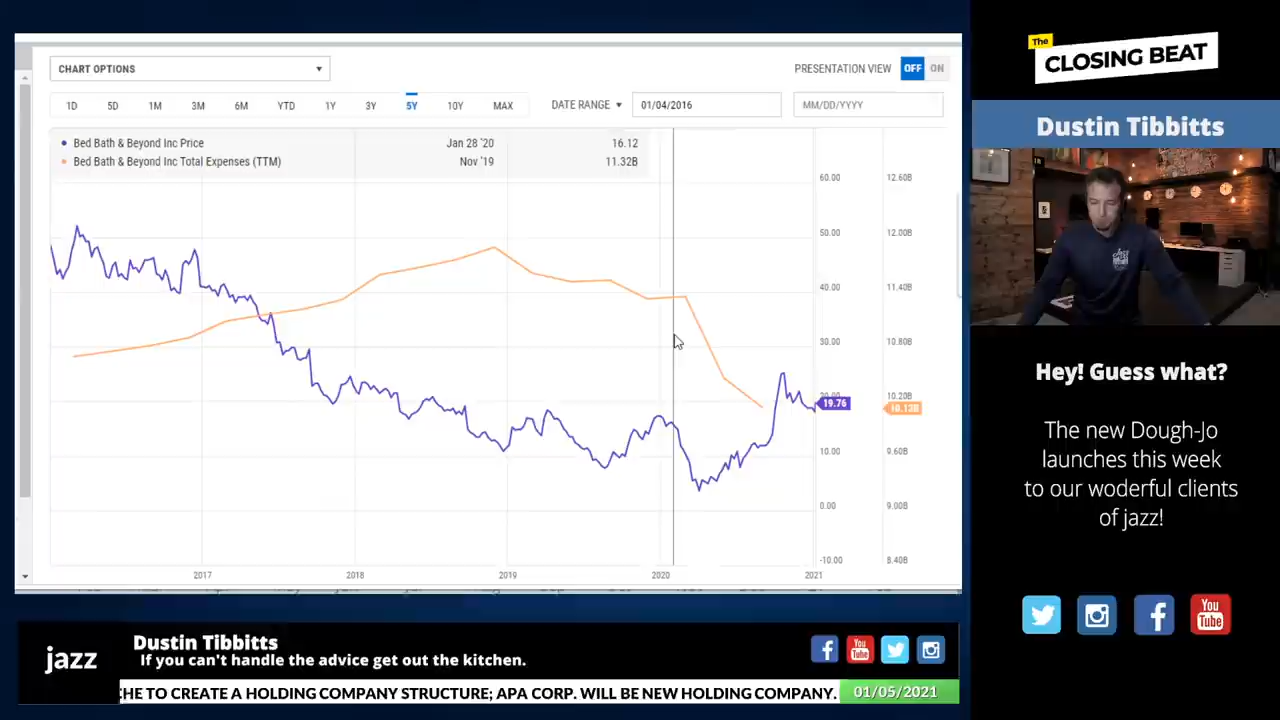 CHART OPTIONS
PRESENTATION VIEW OFF ON
1D 5D 1M 3M 6M YTD 1Y 3Y 5Y 10Y MAX DATE RANGE 01/04/2016 MM/DD/YYYY
Bed Bath & Beyond Inc Price Jan 28 '20 16.12
Bed Bath & Beyond Inc Total Expenses (TTM) Nov '19 11.32B
60.00 12.60B
50.00 12.00B
40.00 11.40B
30.00 10.80B
10.20B
19.76
10.00 9.60B
0.00 9.00B
-10.00 8.40B
2017 2018 2019 2020 2021
The
CLOSING BEAT
Dustin Tibbitts
Hey! Guess what?
The new Dough-Jo
launches this week
to our woderful clients
of jazz!
You
Tube
jazz
Dustin Tibbitts
If you can't handle the advice get out the kitchen.
You
Tube
CHE TO CREATE A HOLDING COMPANY STRUCTURE; APA CORP. WILL BE NEW HOLDING COMPANY.
01/05/2021